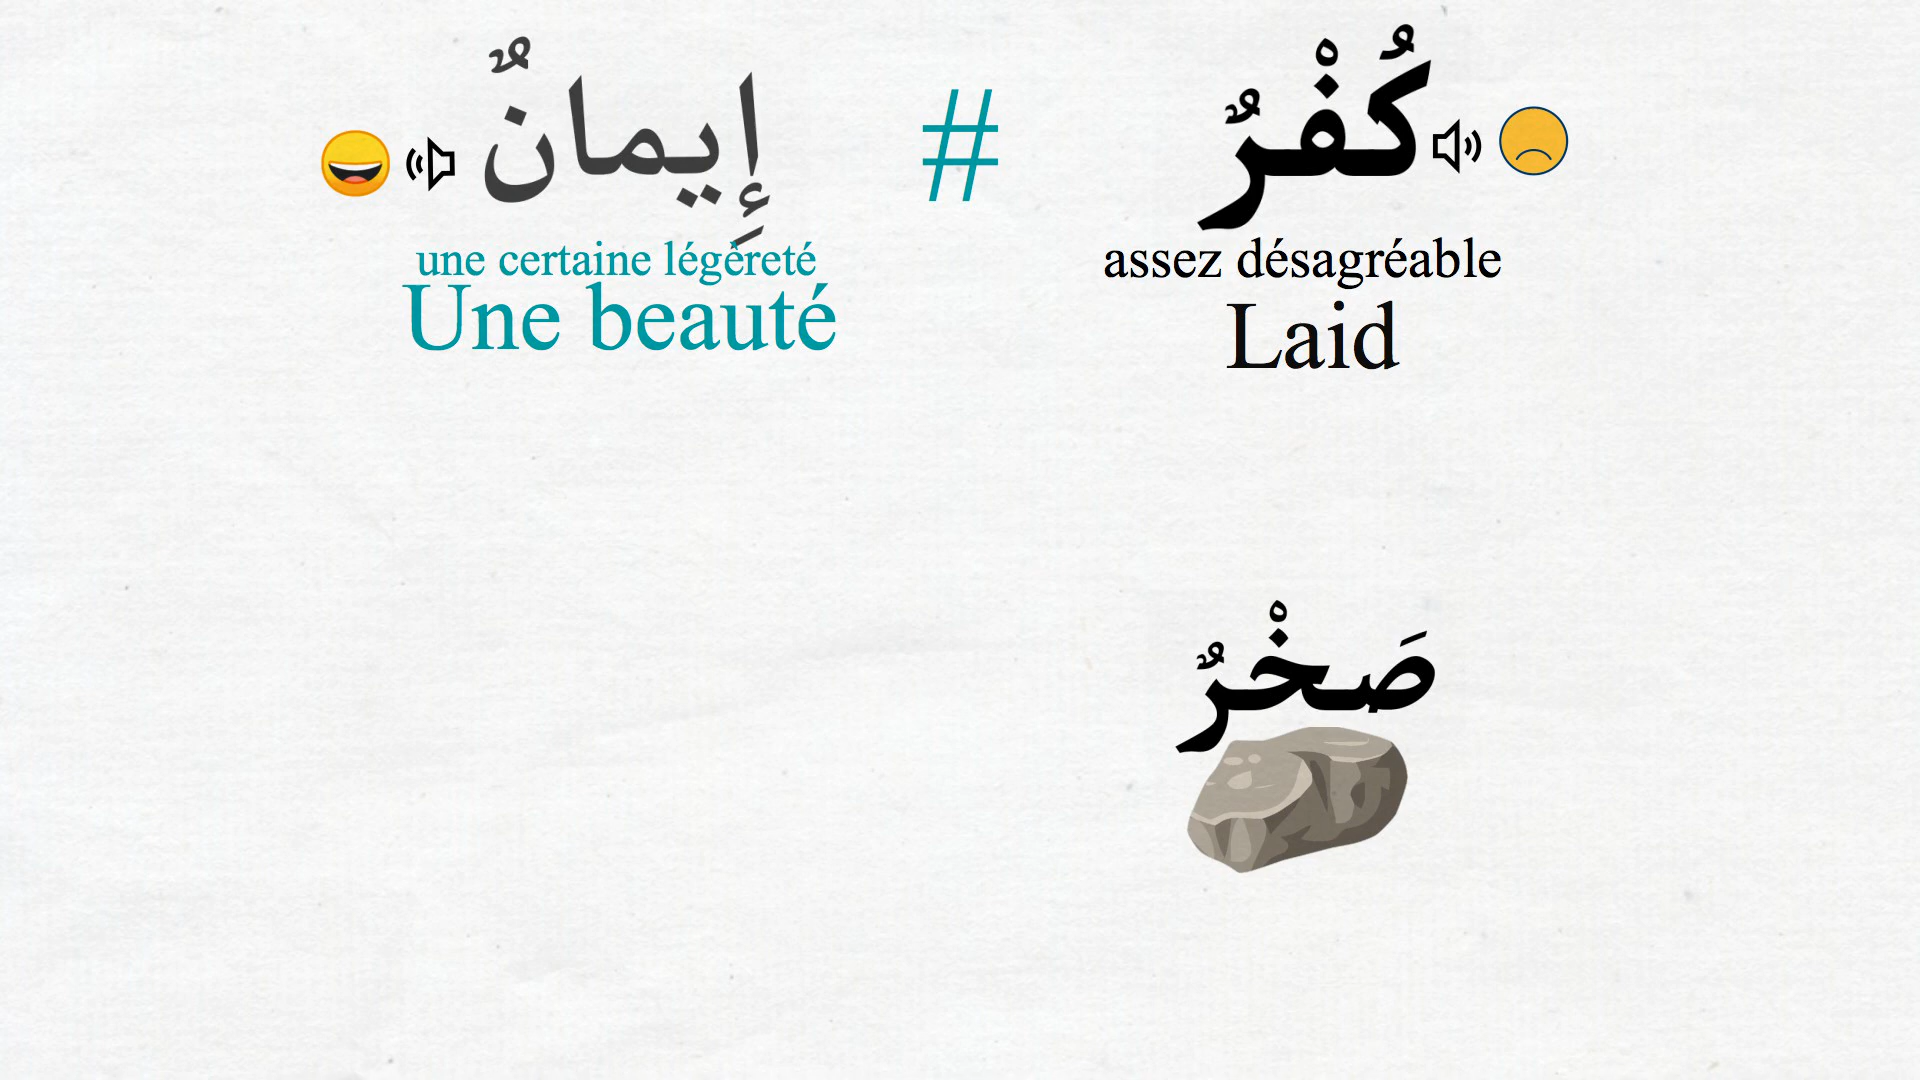 إِيمانٌ # كُفْرٌ
une certaine légèreté
Une beauté
assez désagréable
Laid
صَخْرٌ